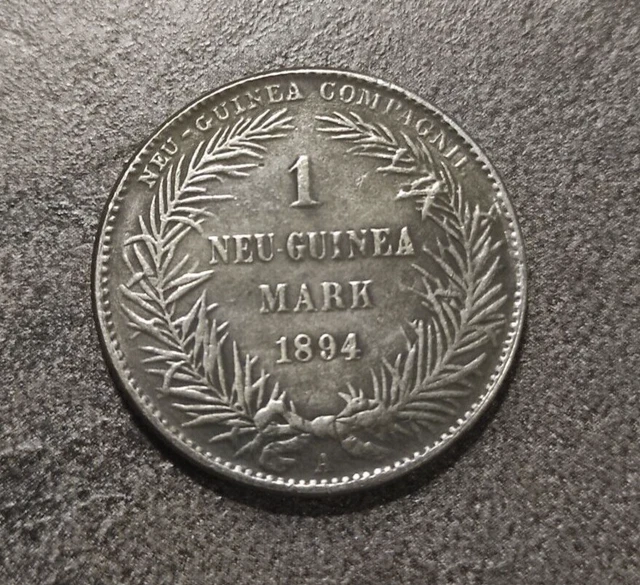 NEU-GUINEA COMPAGNIE
1
NEU-GUINEA
MARK
1894
A